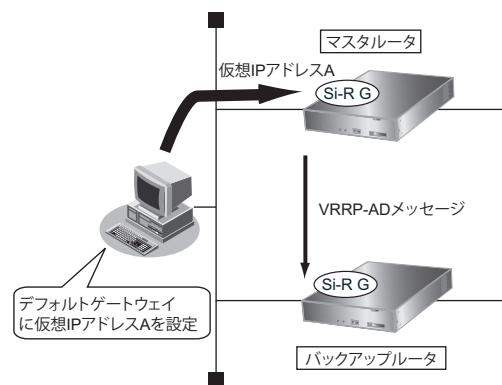 マスタルータ
仮想IPアドレスA
Si-R G
VRRP-ADメッセージ
Si-R G
デフォルトゲートウェイ
に仮想IPアドレスAを設定
バックアップルータ